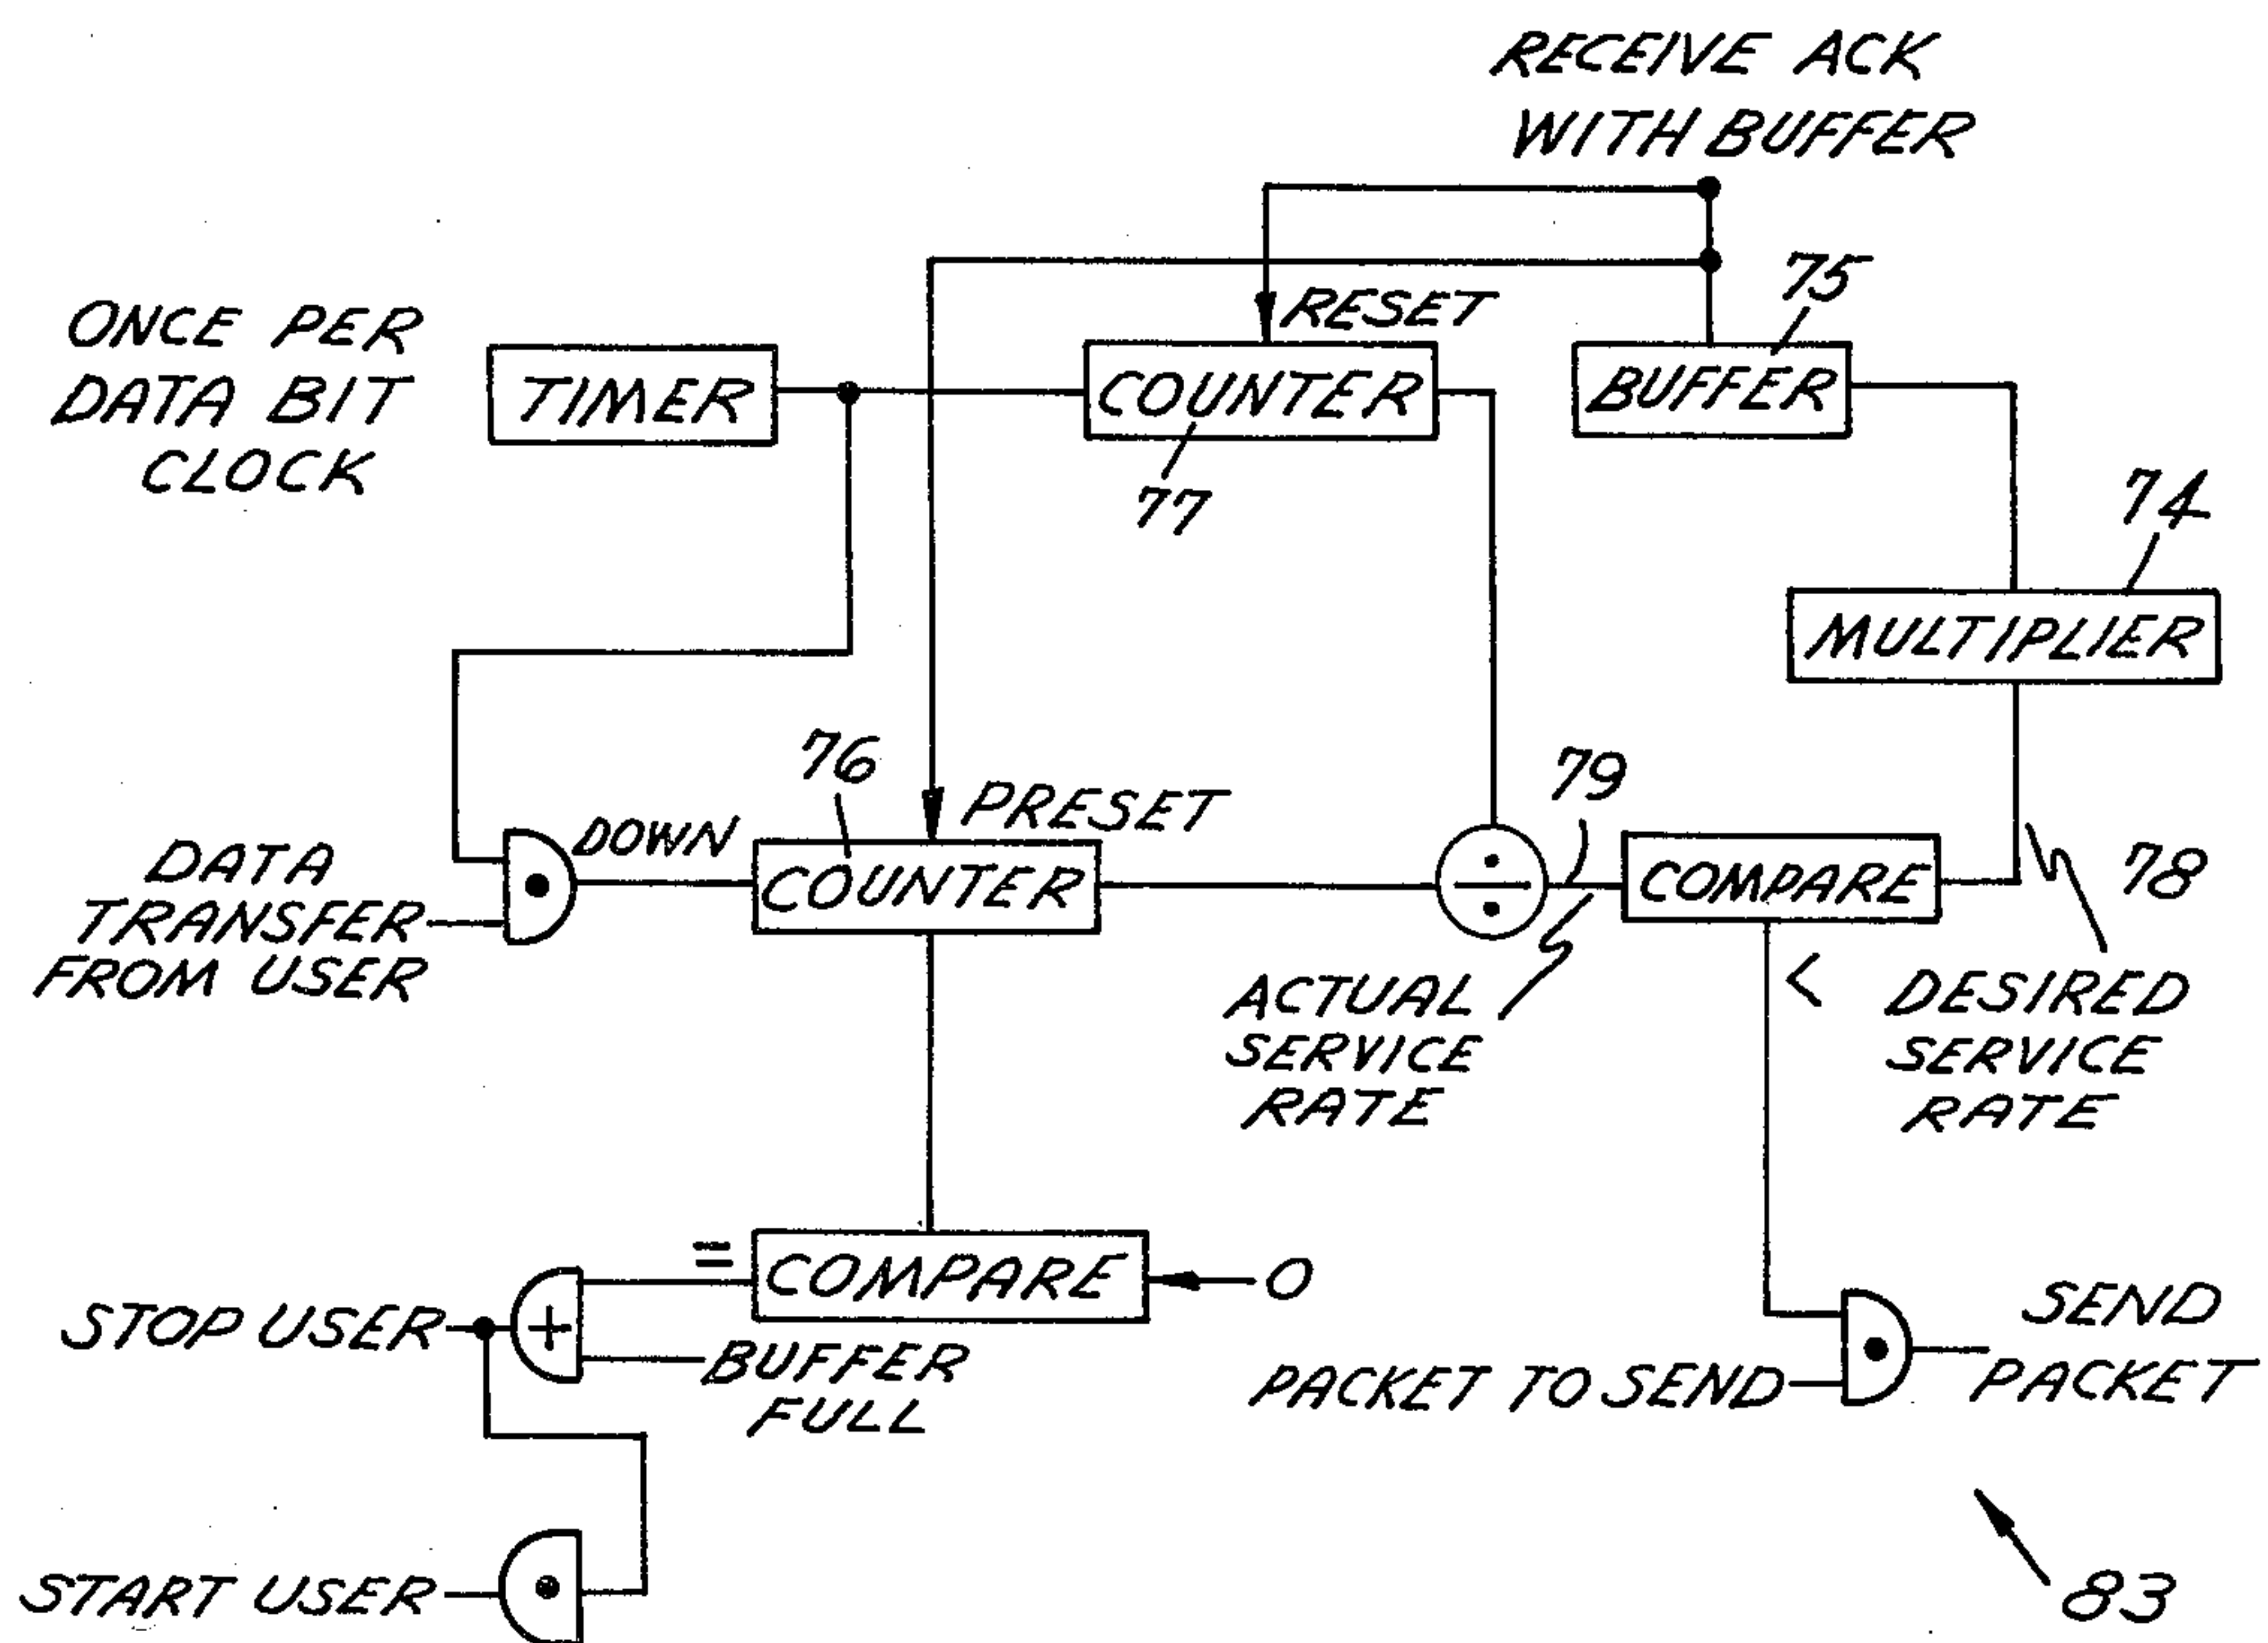 RECEIVE ACK
WITH BUFFER
75
RESET
ONCE PER
DATA BIT
CLOCK
TIMER
COUNTER
BUFFER
77
74
MULTIPLIER
76
79
PRESET
DOWN
DATA
TRANSFER
FROM USER
COUNTER
÷
COMPARE
78
<
ACTUAL
SERVICE
RATE
DESIRED
SERVICE
RATE
=
COMPARE
0
STOP USER
+
BUFFER
FULL
PACKET TO SEND
SEND
PACKET
START USER
83